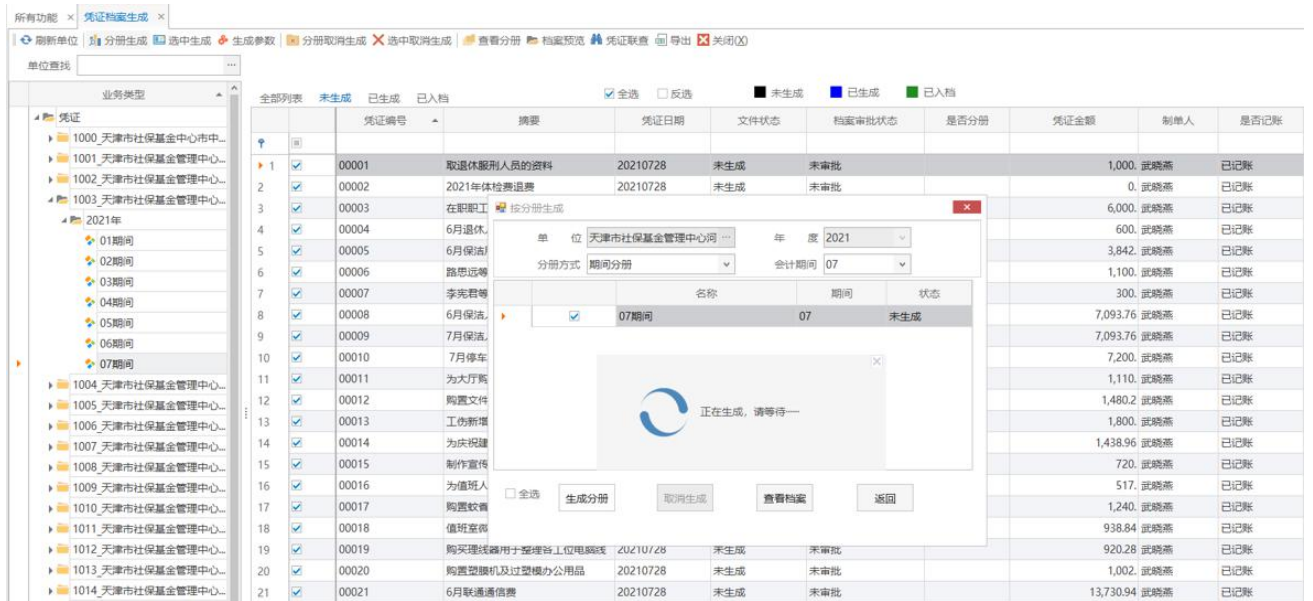 所有功能 × 凭证档案生成 ×
刷新单位 分册生成 选中生成 生成参数 分册取消生成 选中取消生成 查看分册 档案预览 凭证联查 导出 关闭(X)
单位查找 ...
业务类型
全部列表 未生成 已生成 已入档 全选 反选 未生成 已生成 已入档
凭证编号 摘要 凭证日期 文件状态 档案审批状态 是否分册 凭证金额 制单人 是否记账
凭证
1000_天津市社保基金中心市中...
1001_天津市社保基金管理中心...
1002_天津市社保基金管理中心...
1003_天津市社保基金管理中心...
2021年
01期间
02期间
03期间
04期间
05期间
06期间
07期间
1004_天津市社保基金管理中心...
1005_天津市社保基金管理中心...
1006_天津市社保基金管理中心...
1007_天津市社保基金管理中心...
1008_天津市社保基金管理中心...
1009_天津市社保基金管理中心...
1010_天津市社保基金管理中心...
1011_天津市社保基金管理中心...
1012_天津市社保基金管理中心...
1013_天津市社保基金管理中心...
1014_天津市社保基金管理中心...
1 00001 取退休服刑人员的资料 20210728 未生成 未审批 1,000. 武晓燕 已记账
2 00002 2021年体检费退费 20210728 未生成 未审批 0. 武晓燕 已记账
3 00003 在职职工 6,000. 武晓燕 已记账
4 00004 6月退休 600. 武晓燕 已记账
5 00005 6月保洁 3,842. 武晓燕 已记账
6 00006 路思远等 1,100. 武晓燕 已记账
7 00007 李宪君等 300. 武晓燕 已记账
8 00008 6月保洁 7,093.76 武晓燕 已记账
9 00009 7月保洁 7,093.76 武晓燕 已记账
10 00010 7月停车 7,200. 武晓燕 已记账
11 00011 为大厅购 1,110. 武晓燕 已记账
12 00012 购置文件 1,480.2 武晓燕 已记账
13 00013 工伤新增 1,800. 武晓燕 已记账
14 00014 为庆祝建 1,438.96 武晓燕 已记账
15 00015 制作宣传 720. 武晓燕 已记账
16 00016 为值班人 517. 武晓燕 已记账
17 00017 购置蚊香 1,240. 武晓燕 已记账
18 00018 值班室微 938.84 武晓燕 已记账
19 00019 购买理线器用于整理各工位电脑线 20210728 未生成 未审批 920.28 武晓燕 已记账
20 00020 购置塑膜机及过塑模办公用品 20210728 未生成 未审批 1,002. 武晓燕 已记账
21 00021 6月联通通信费 20210728 未生成 未审批 13,730.94 武晓燕 已记账
按分册生成
单 位 天津市社保基金管理中心河 ... 年 度 2021
分册方式 期间分册 会计期间 07
名称 期间 状态
07期间 07 未生成
正在生成，请等待----
全选 生成分册 取消生成 查看档案 返回